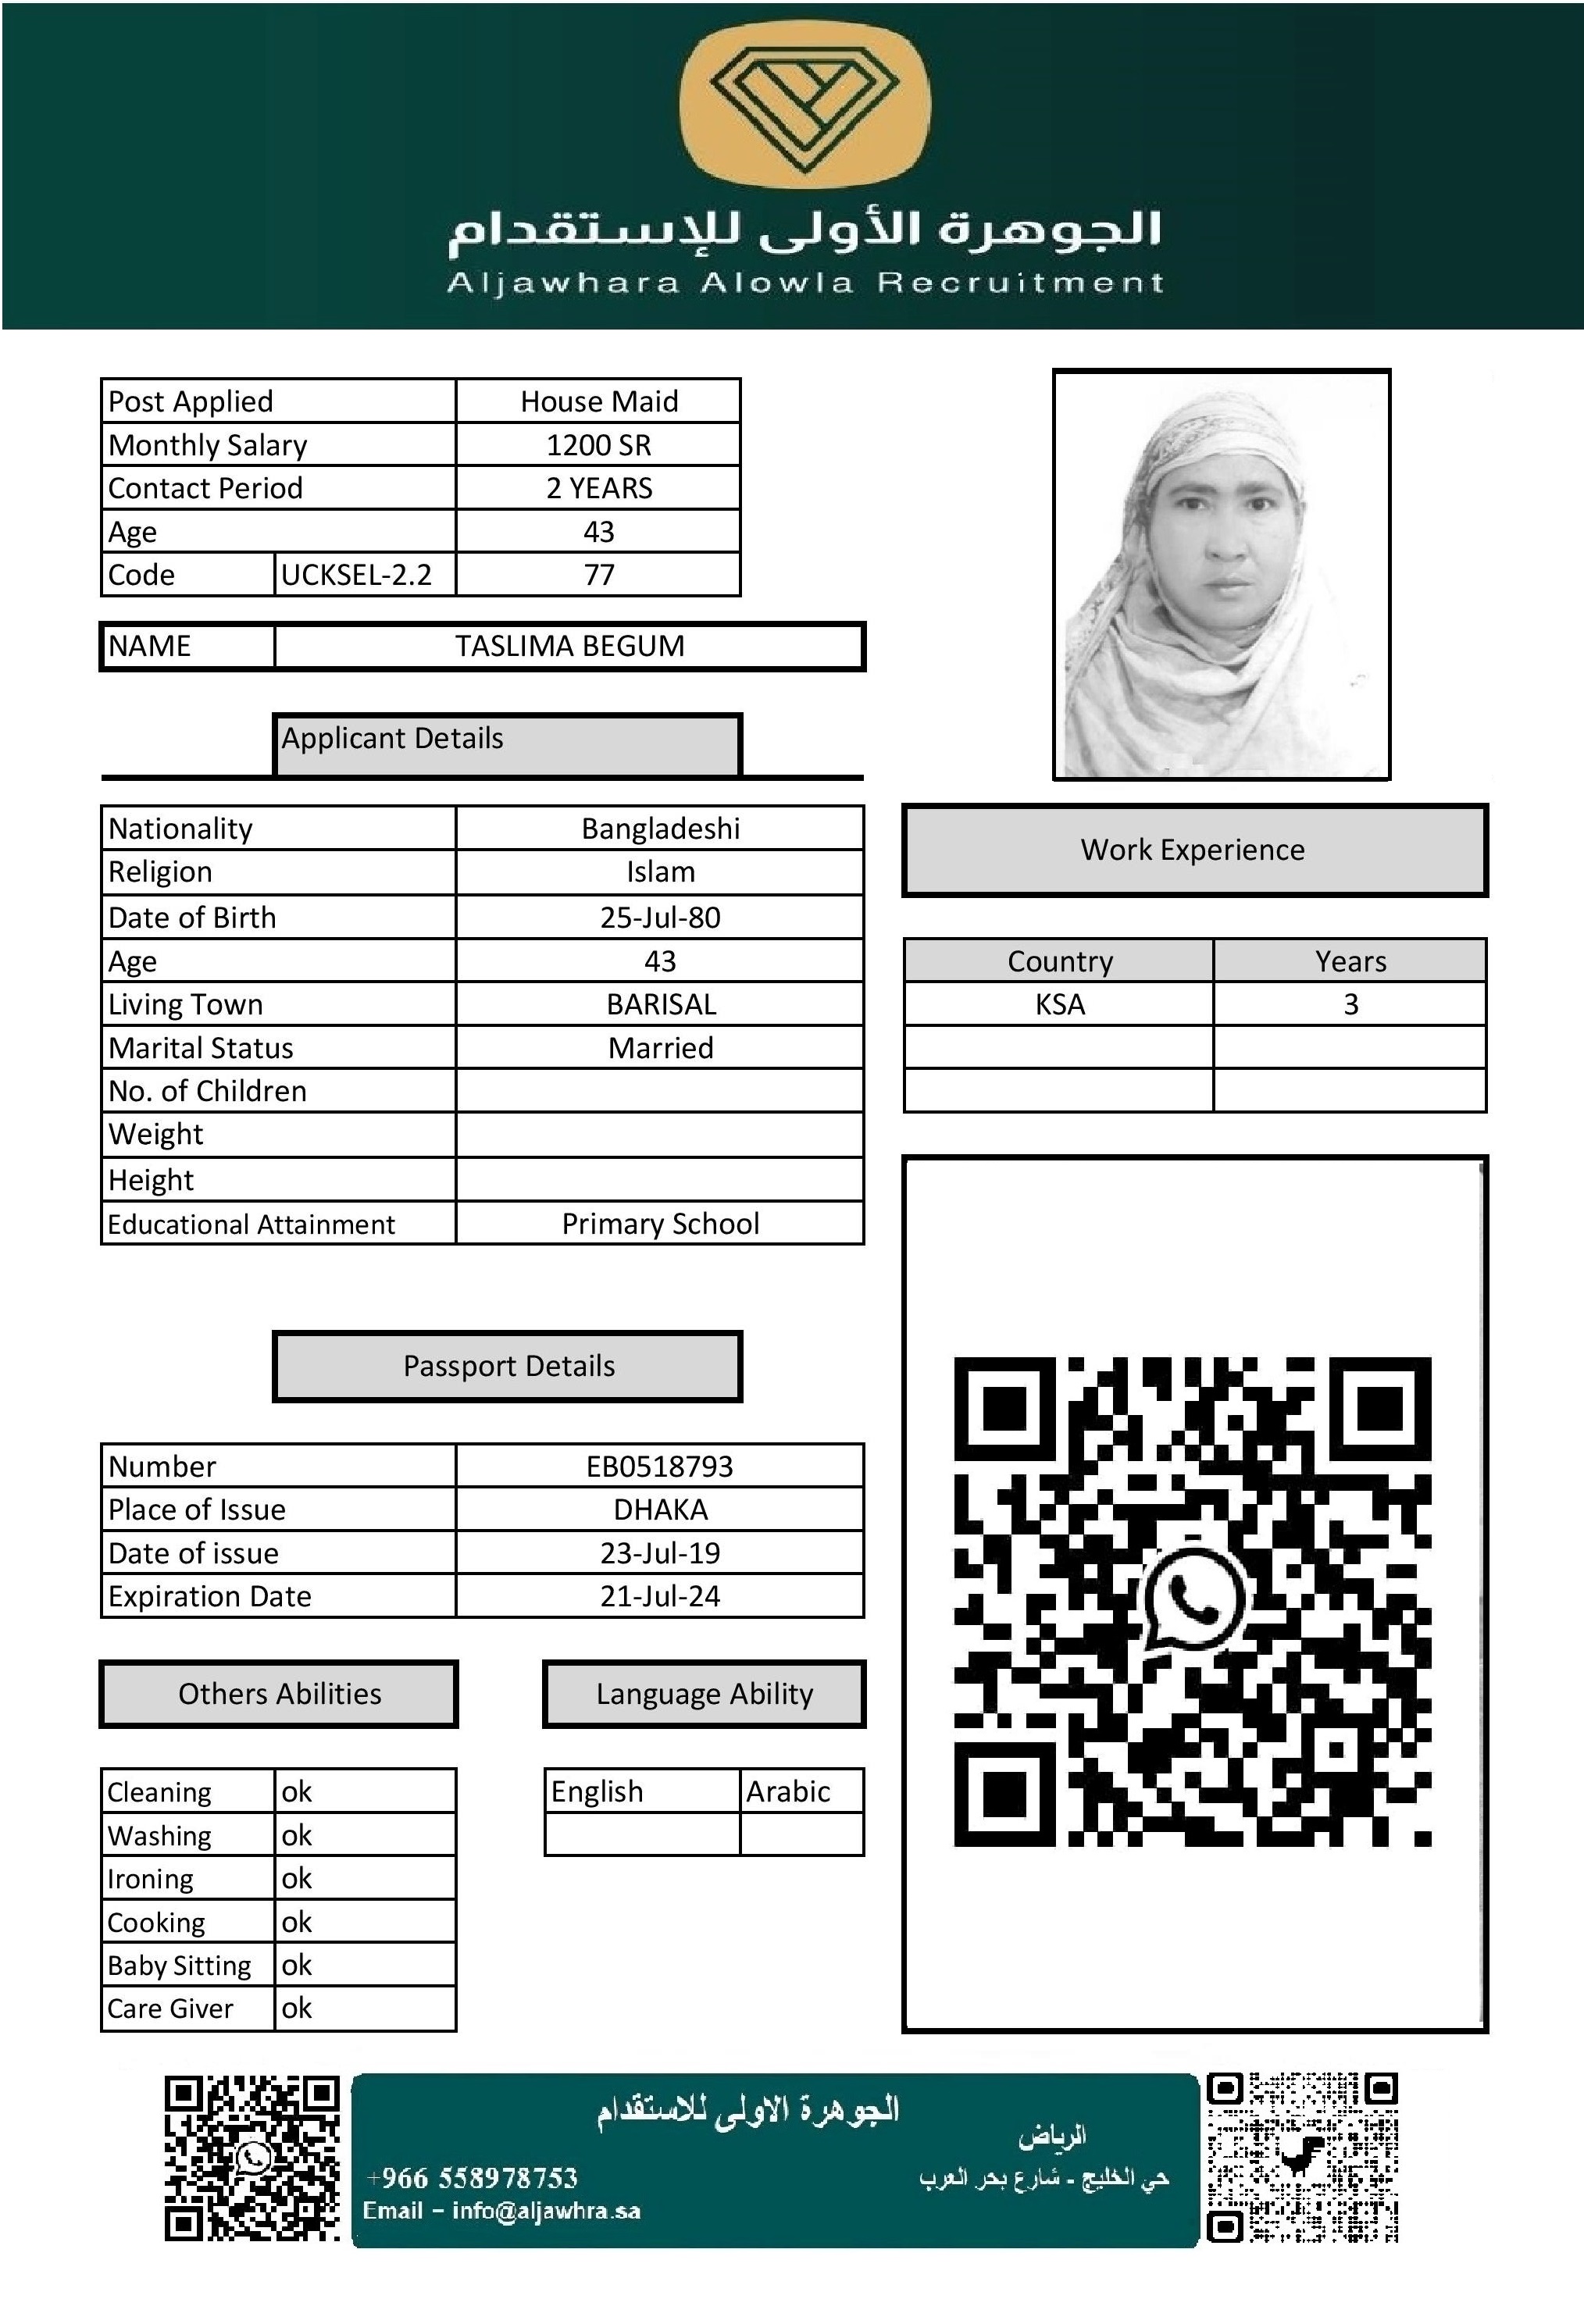 الجوهرة الأولى للإستقدام
Aljawhara Alowla Recruitment
Post Applied House Maid
Monthly Salary 1200 SR
Contact Period 2 YEARS
Age 43
Code UCKSEL-2.2 77
NAME TASLIMA BEGUM
Applicant Details
Nationality Bangladeshi
Religion Islam
Date of Birth 25-Jul-80
Age 43
Living Town BARISAL
Marital Status Married
No. of Children
Weight
Height
Educational Attainment Primary School
Work Experience
Country Years
KSA 3
Passport Details
Number EB0518793
Place of Issue DHAKA
Date of issue 23-Jul-19
Expiration Date 21-Jul-24
Others Abilities
Cleaning ok
Washing ok
Ironing ok
Cooking ok
Baby Sitting ok
Care Giver ok
Language Ability
English Arabic
الجوهرة الاولى للاستقدام
الرياض
حي الخليج - شارع بحر العرب
+966 558978753
Email – info@aljawhra.sa